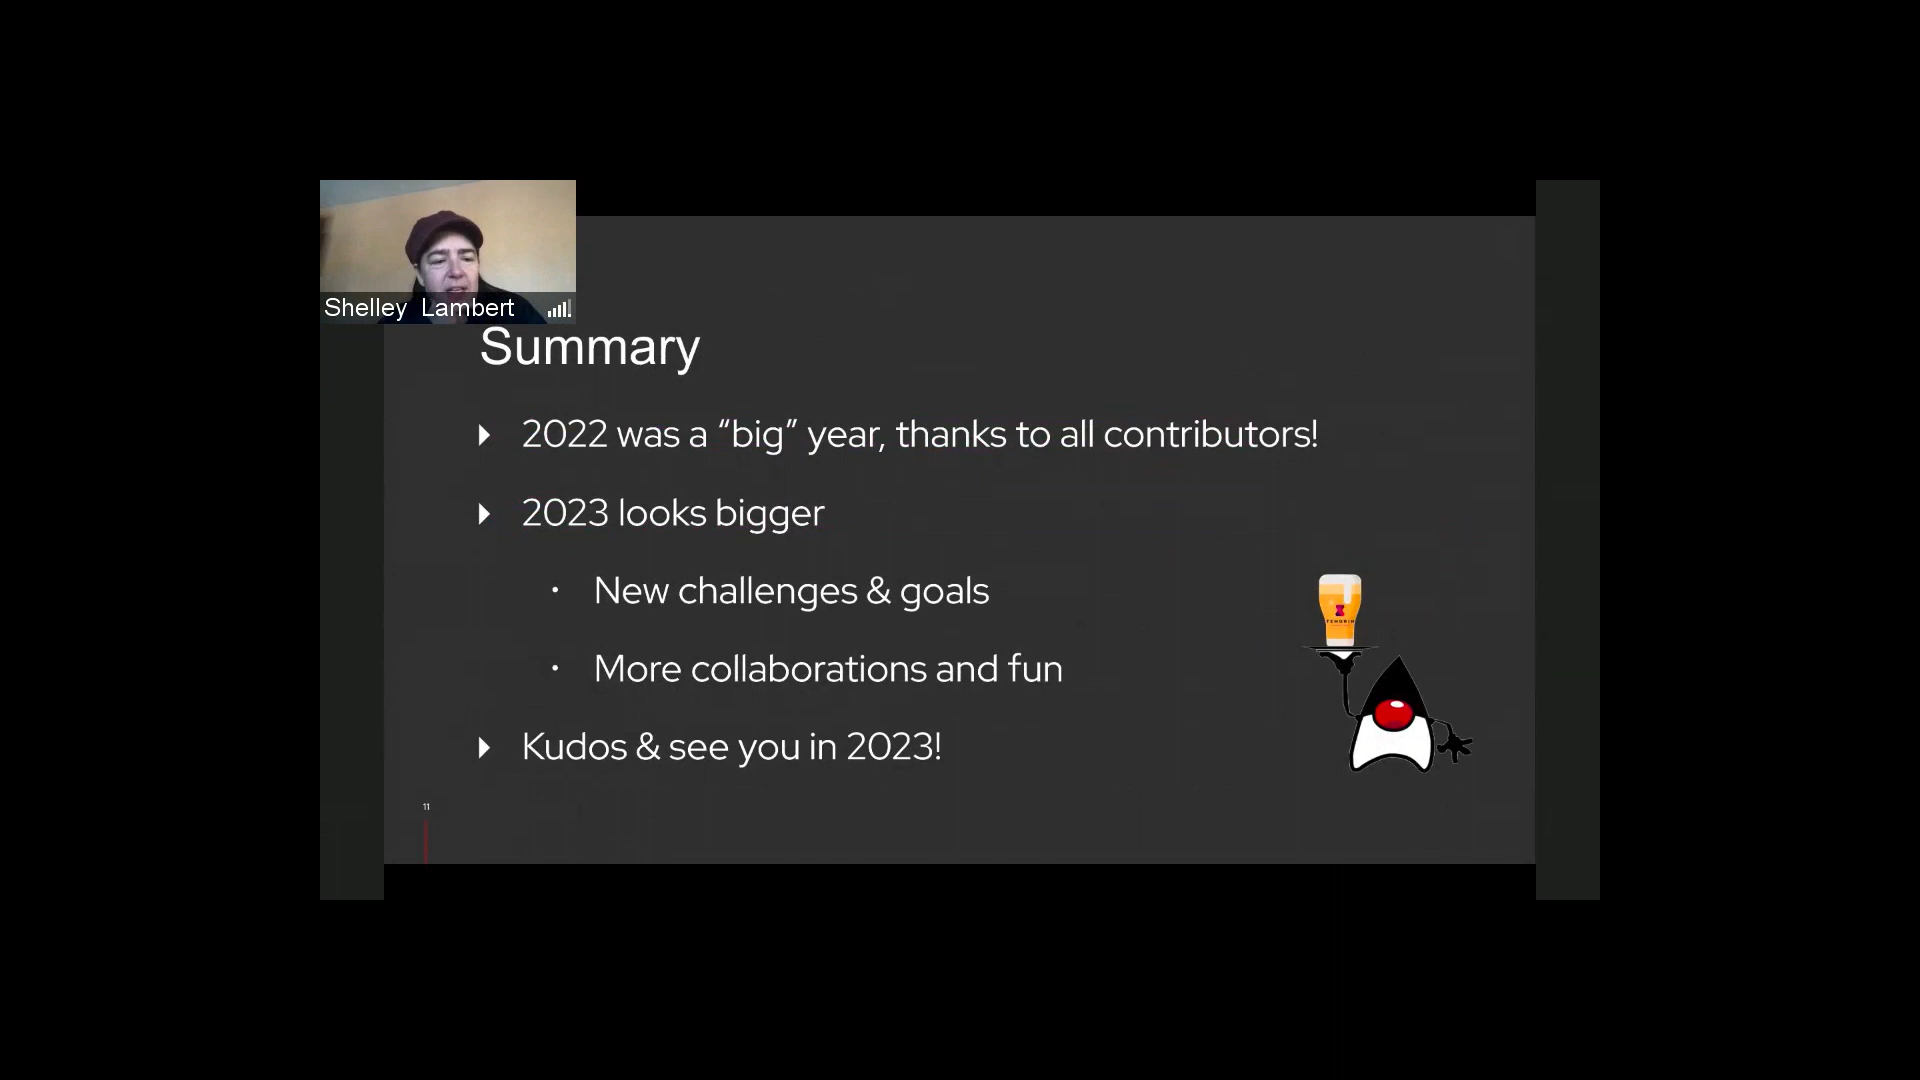 Shelley Lambert
Summary
2022 was a “big” year, thanks to all contributors!
2023 looks bigger
New challenges & goals
More collaborations and fun
Kudos & see you in 2023!
11